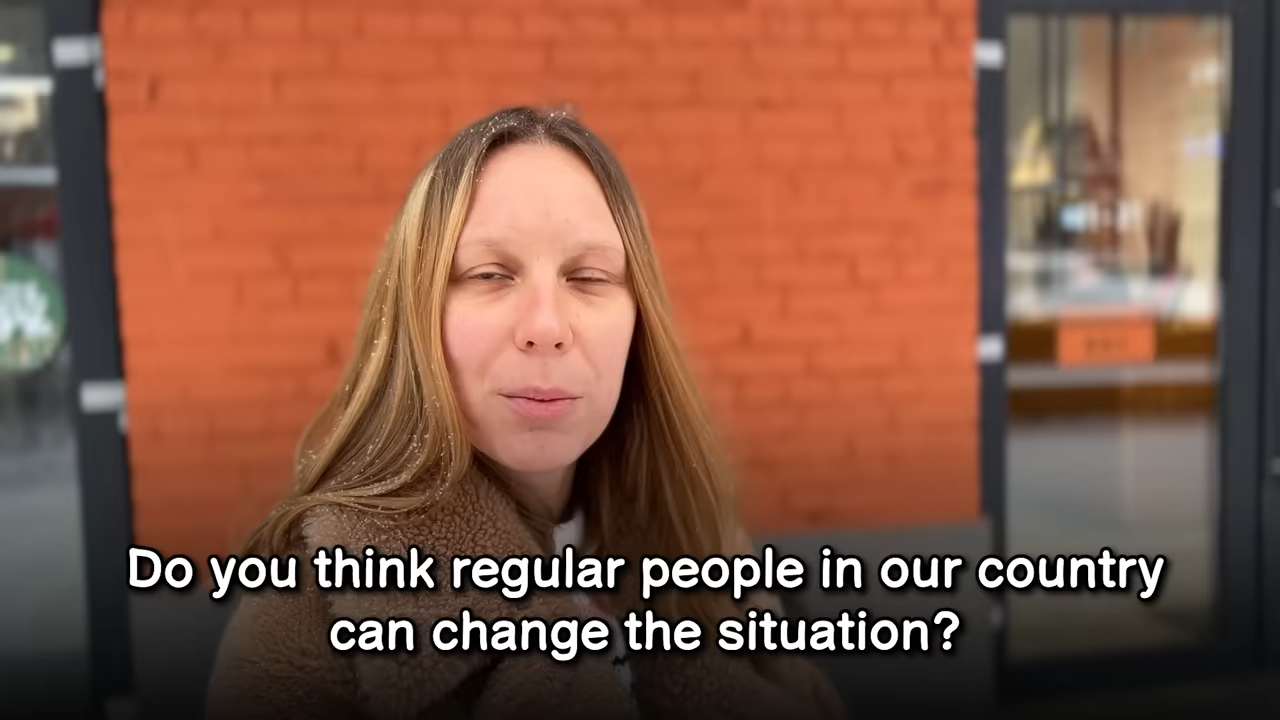 Do you think regular people in our country
can change the situation?